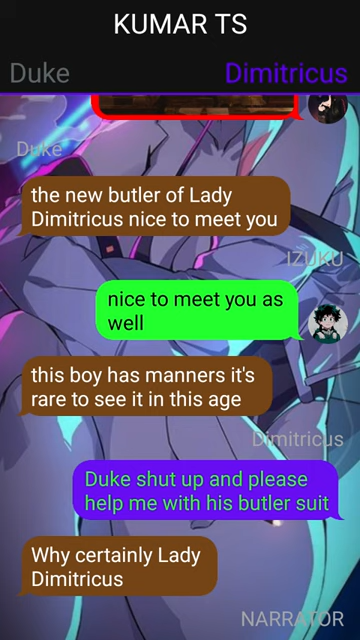 KUMAR TS
Duke
Dimitricus
Duke
the new butler of Lady
Dimitricus nice to meet you
IZUKU
nice to meet you as
well
this boy has manners it's
rare to see it in this age
Dimitricus
Duke shut up and please
help me with his butler suit
Why certainly Lady
Dimitricus
NARRATOR